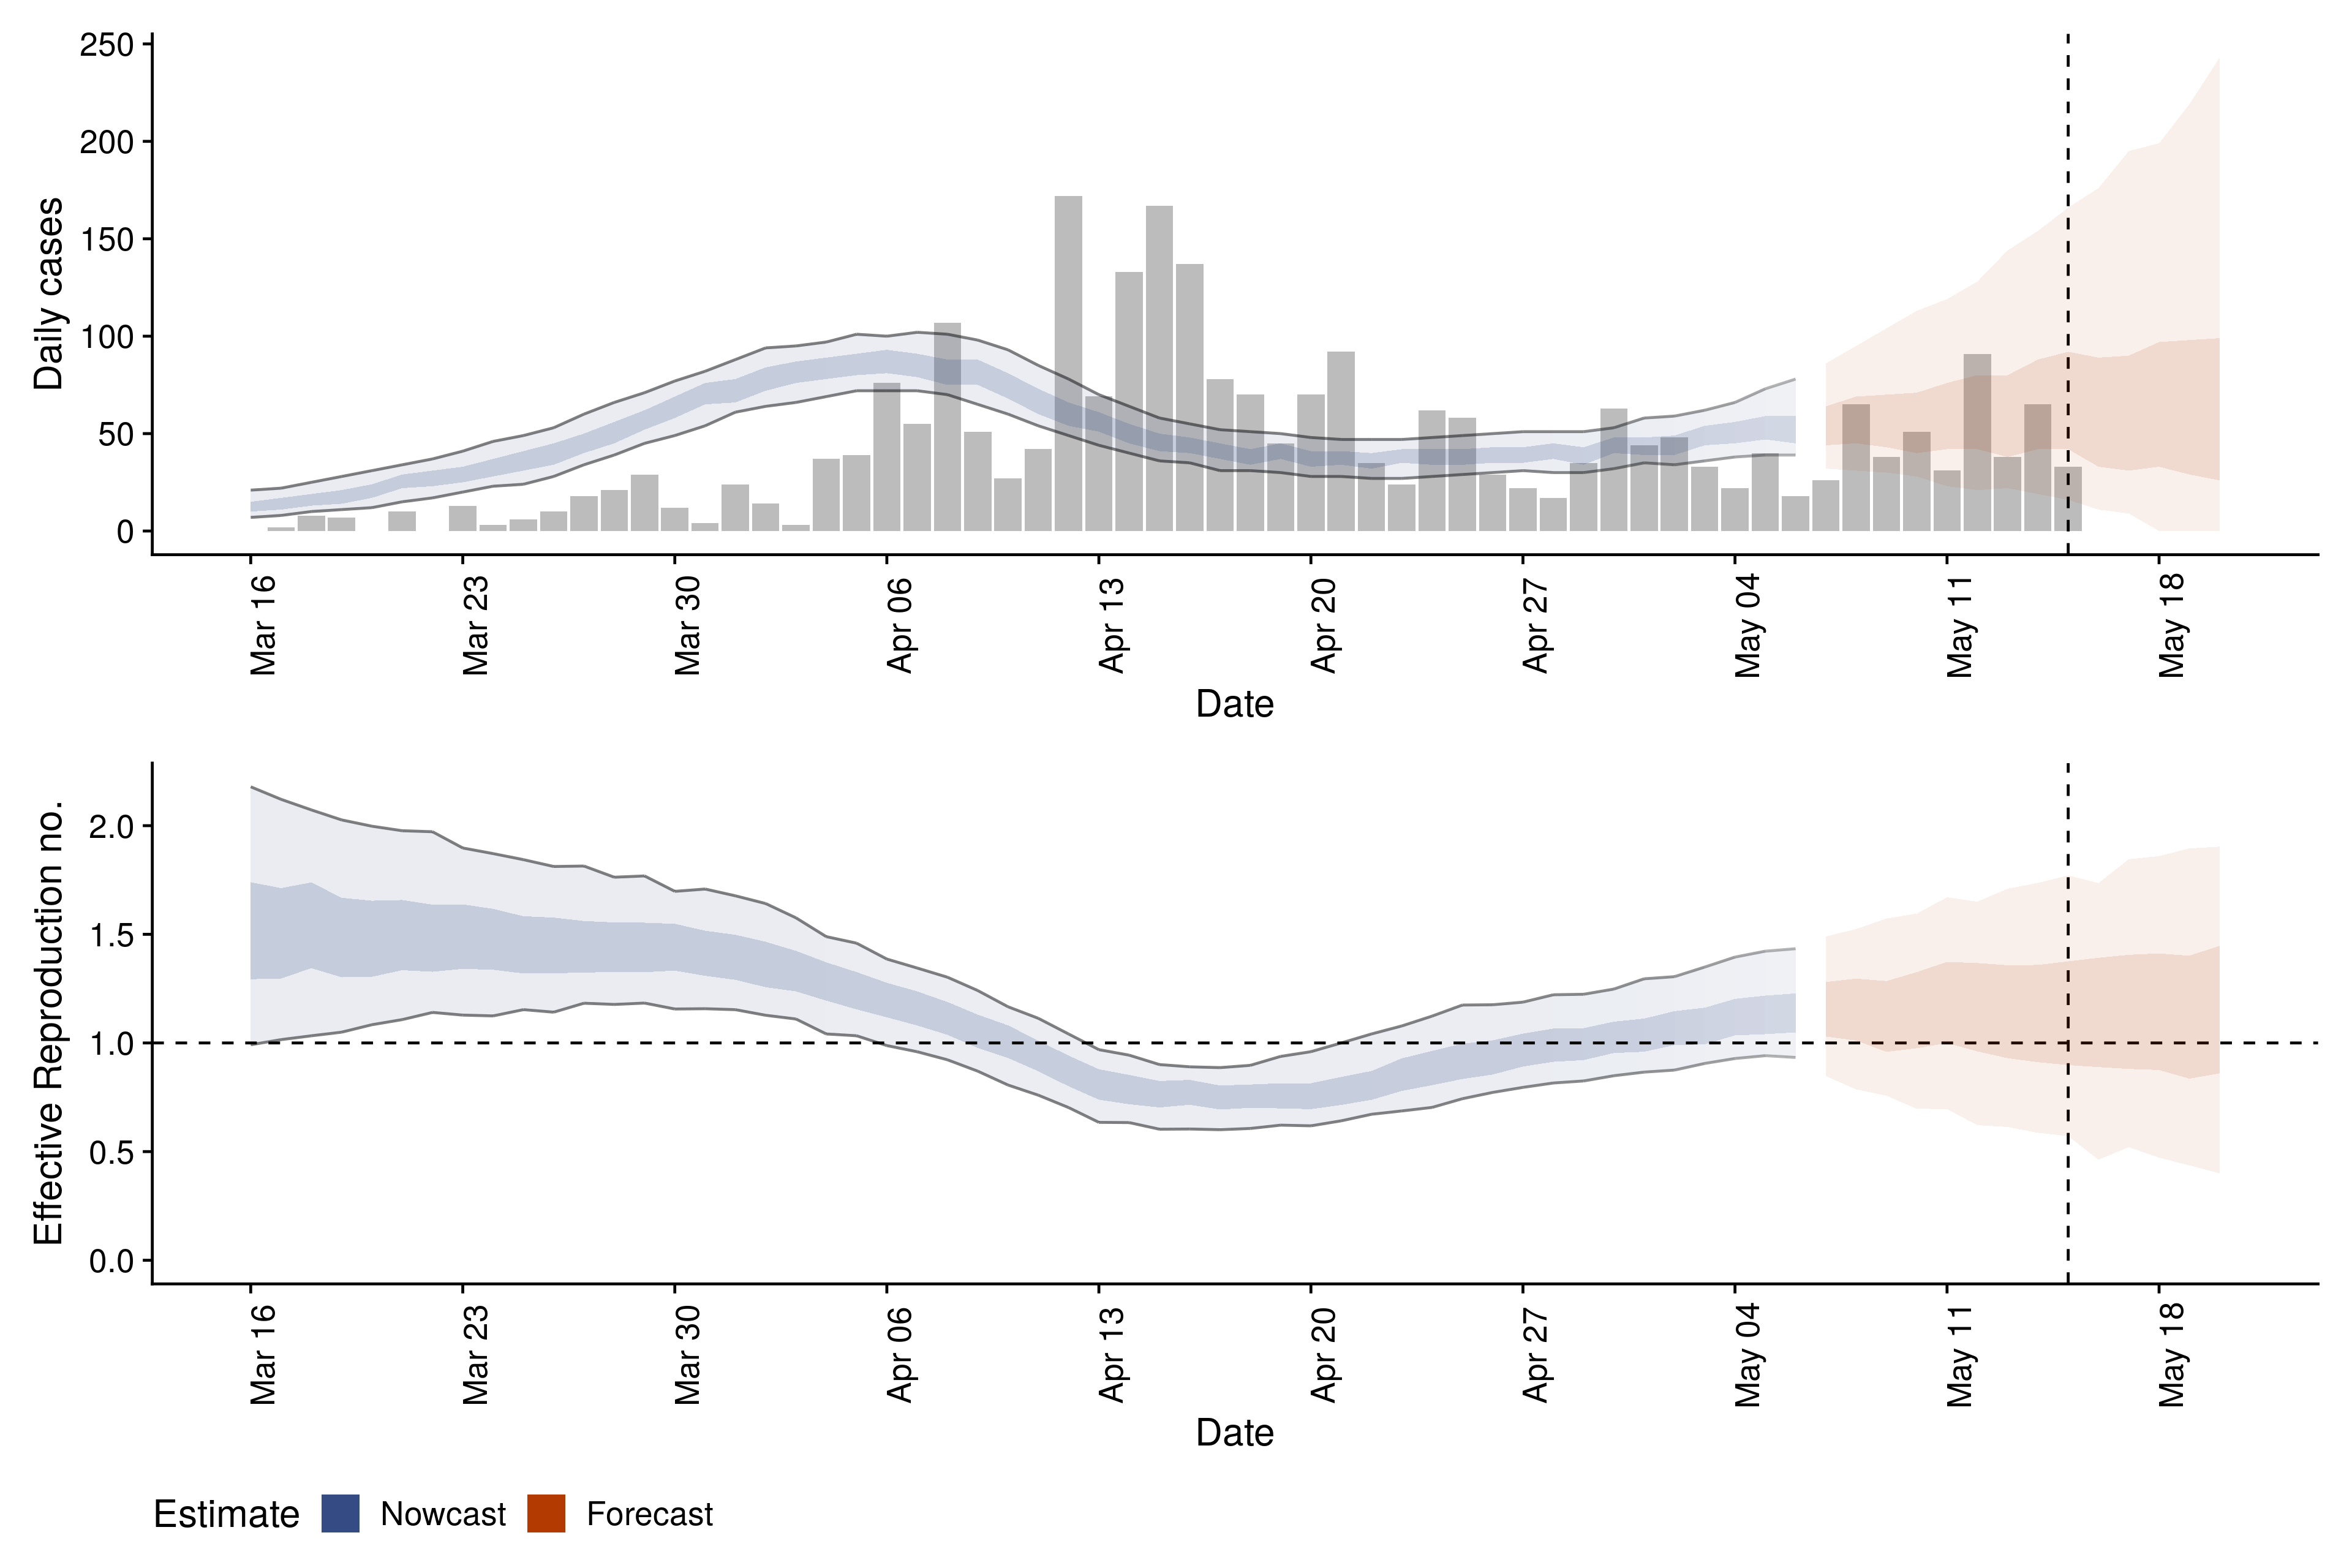 Daily cases
250
200
150
100
50
0
Mar 16
Mar 23
Mar 30
Apr 06
Apr 13
Apr 20
Apr 27
May 04
May 11
May 18
Date
Effective Reproduction no.
2.0
1.5
1.0
0.5
0.0
Mar 16
Mar 23
Mar 30
Apr 06
Apr 13
Apr 20
Apr 27
May 04
May 11
May 18
Date
Estimate Nowcast Forecast